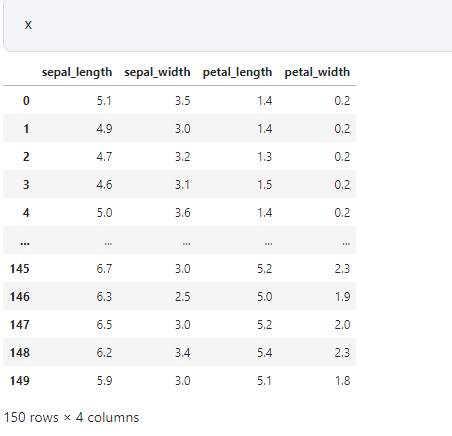 x
sepal_length sepal_width petal_length petal_width
0 5.1 3.5 1.4 0.2
1 4.9 3.0 1.4 0.2
2 4.7 3.2 1.3 0.2
3 4.6 3.1 1.5 0.2
4 5.0 3.6 1.4 0.2
... ... ... ... ...
145 6.7 3.0 5.2 2.3
146 6.3 2.5 5.0 1.9
147 6.5 3.0 5.2 2.0
148 6.2 3.4 5.4 2.3
149 5.9 3.0 5.1 1.8
150 rows × 4 columns